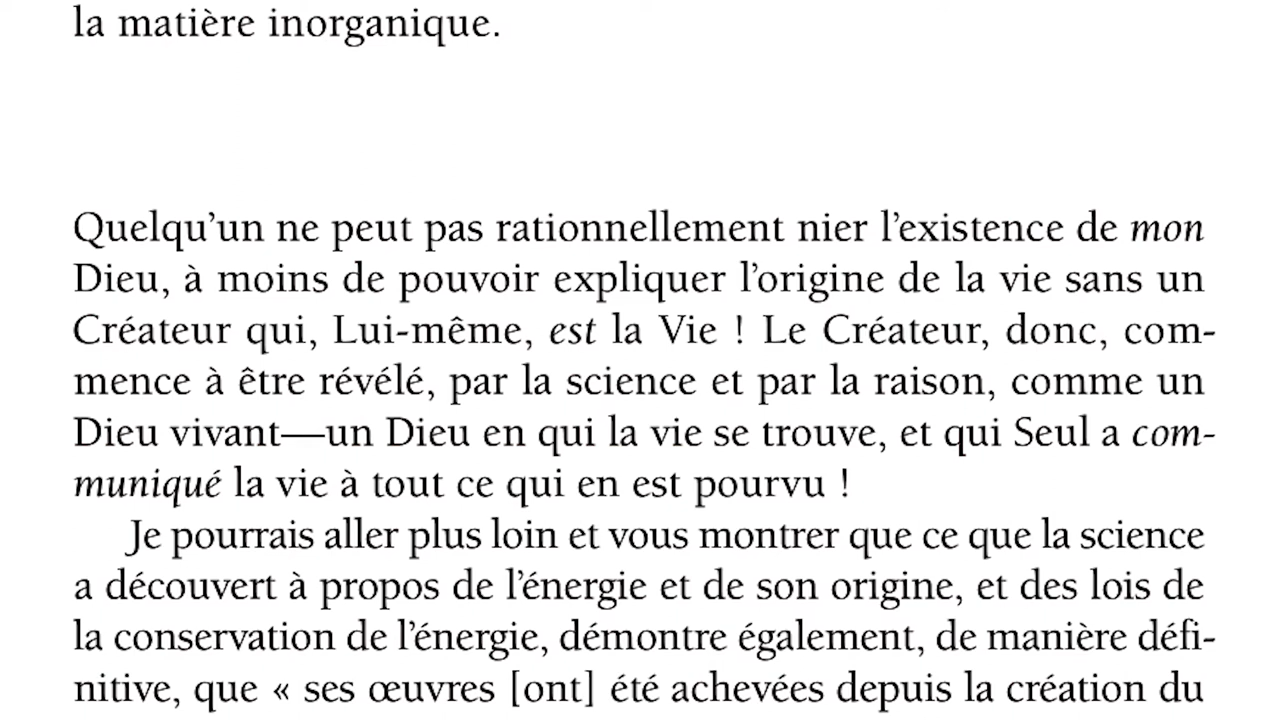 la matière inorganique.
Quelqu’un ne peut pas rationnellement nier l’existence de mon
Dieu, à moins de pouvoir expliquer l’origine de la vie sans un
Créateur qui, Lui-même, est la Vie ! Le Créateur, donc, com-
mence à être révélé, par la science et par la raison, comme un
Dieu vivant—un Dieu en qui la vie se trouve, et qui Seul a com-
muniqué la vie à tout ce qui en est pourvu !
Je pourrais aller plus loin et vous montrer que ce que la science
a découvert à propos de l’énergie et de son origine, et des lois de
la conservation de l’énergie, démontre également, de manière défi-
nitive, que « ses œuvres [ont] été achevées depuis la création du